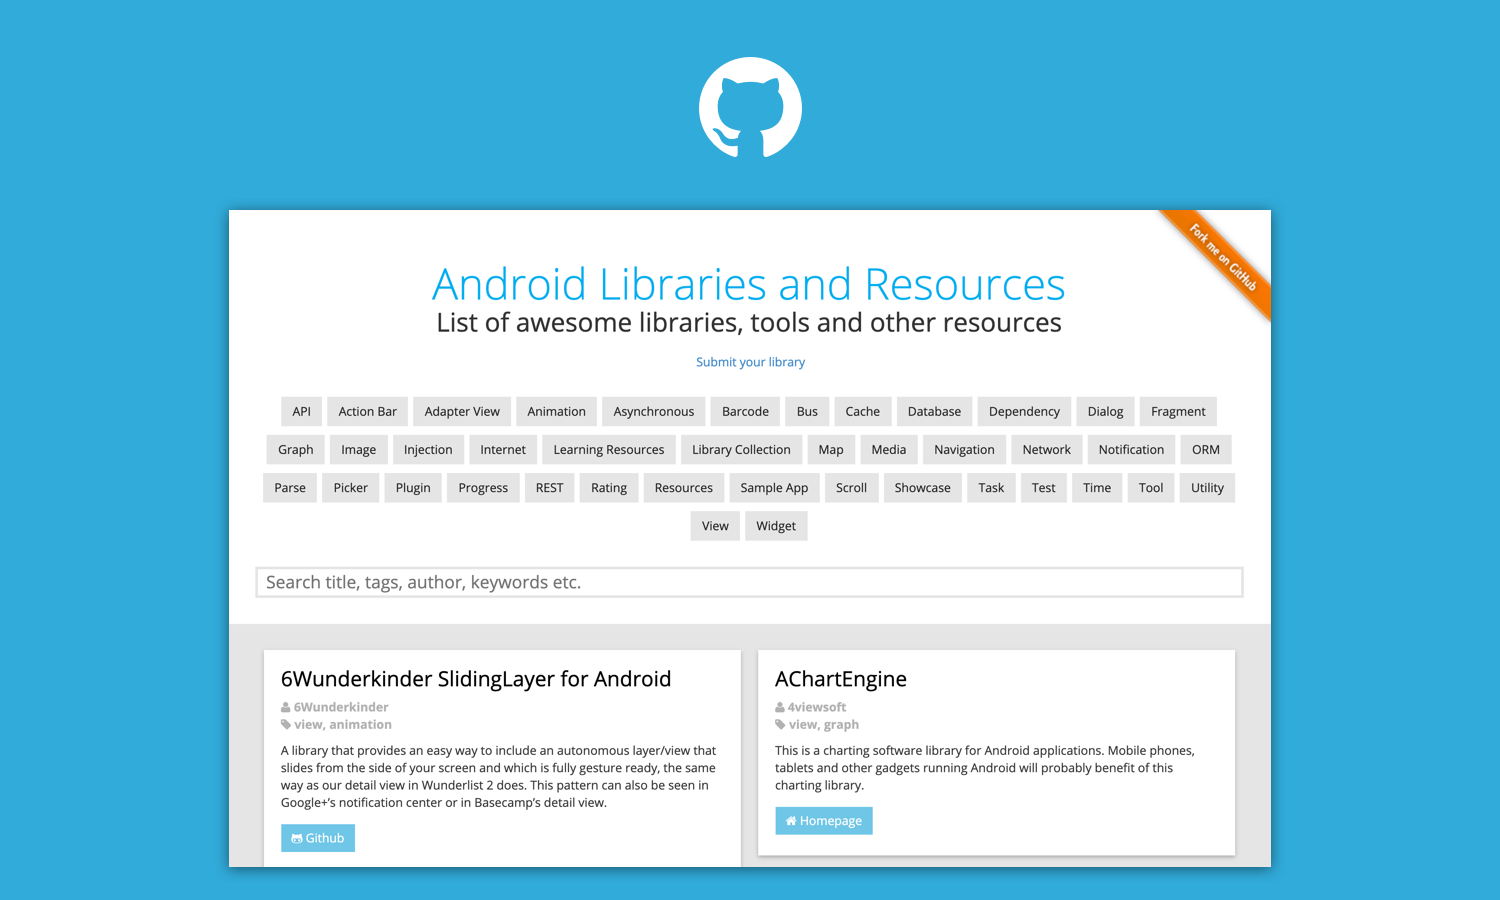 Fork me on GitHub
Android Libraries and Resources
List of awesome libraries, tools and other resources
Submit your library
API Action Bar Adapter View Animation Asynchronous Barcode Bus Cache Database Dependency Dialog Fragment
Graph Image Injection Internet Learning Resources Library Collection Map Media Navigation Network Notification ORM
Parse Picker Plugin Progress REST Rating Resources Sample App Scroll Showcase Task Test Time Tool Utility
View Widget
Search title, tags, author, keywords etc.
6Wunderkinder SlidingLayer for Android
6Wunderkinder
view, animation
A library that provides an easy way to include an autonomous layer/view that
slides from the side of your screen and which is fully gesture ready, the same
way as our detail view in Wunderlist 2 does. This pattern can also be seen in
Google+'s notification center or in Basecamp's detail view.
Github
AChartEngine
4viewsoft
view, graph
This is a charting software library for Android applications. Mobile phones,
tablets and other gadgets running Android will probably benefit of this
charting library.
Homepage